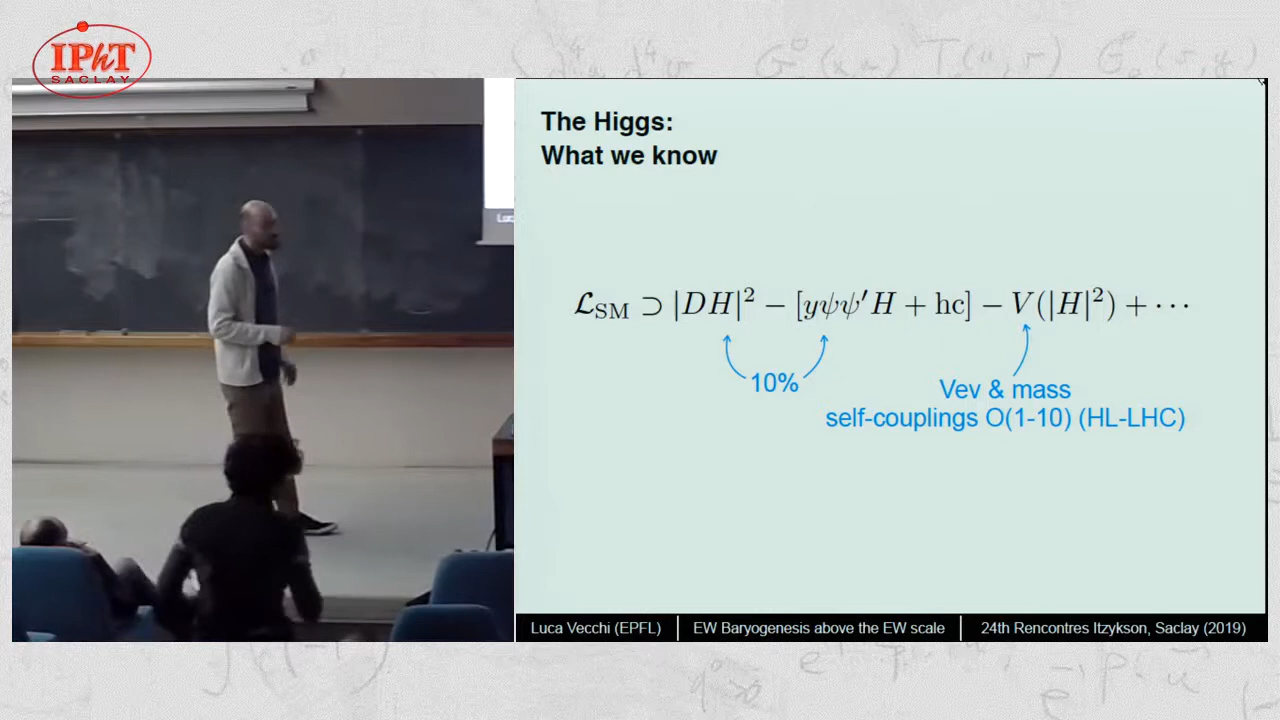 IPhT
SACLAY
The Higgs:
What we know
ℒ_SM ⊃ |DH|² − [yψψ′H + hc] − V(|H|²) + ⋯
10%
Vev & mass
self-couplings O(1-10) (HL-LHC)
Luca Vecchi (EPFL)
EW Baryogenesis above the EW scale
24th Rencontres Itzykson, Saclay (2019)